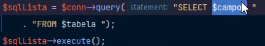 $sqlLista = $conn→query( statement: "SELECT $campos "
. "FROM $tabela ");
$sqlLista→execute();